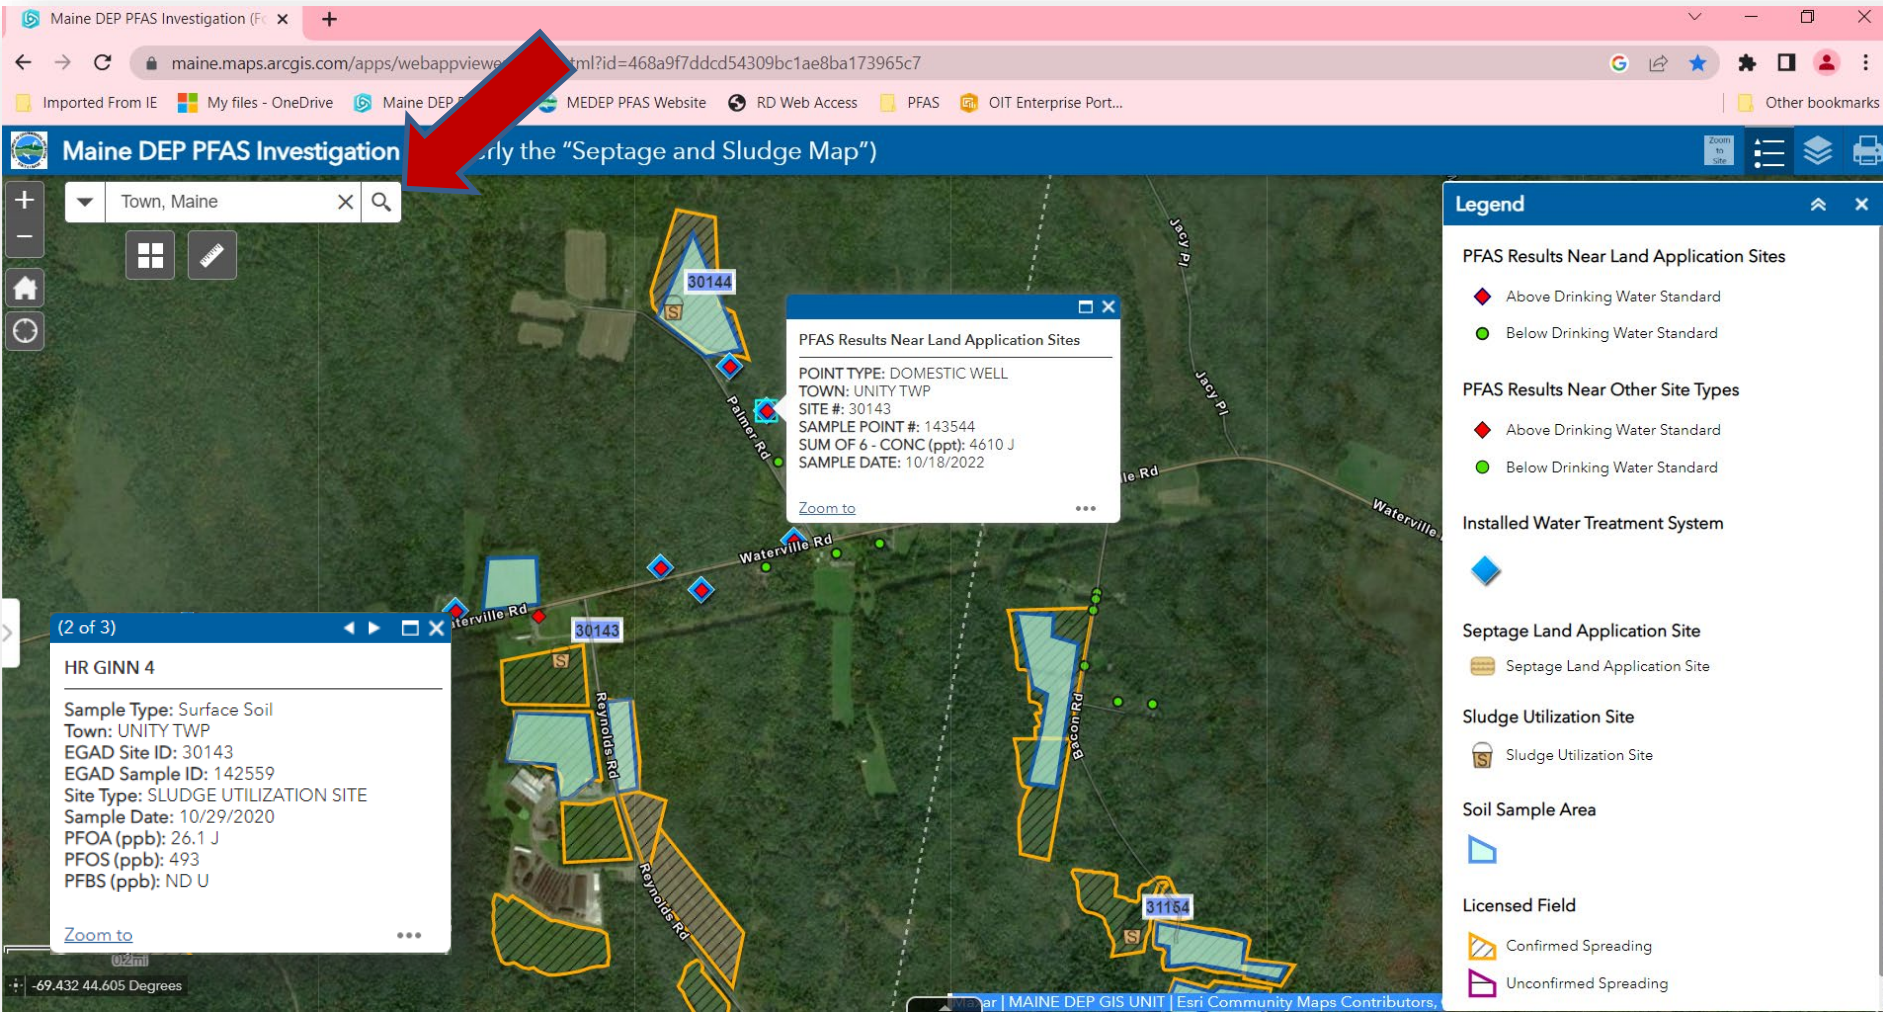 Maine DEP PFAS Investigation (Fo
maine.maps.arcgis.com/apps/webappviewe
ml?id=468a9f7ddcd54309bc1ae8ba173965c7
Imported From IE
My files - OneDrive
Maine DEP
MEDEP PFAS Website
RD Web Access
PFAS
OIT Enterprise Port...
Other bookmarks
Maine DEP PFAS Investigation
erly the “Septage and Sludge Map”)
Zoom
to
Site
Town, Maine
30144
Jacy Pl
Jacy Pl
Palmer Rd
PFAS Results Near Land Application Sites
POINT TYPE: DOMESTIC WELL
TOWN: UNITY TWP
SITE #: 30143
SAMPLE POINT #: 143544
SUM OF 6 - CONC (ppt): 4610 J
SAMPLE DATE: 10/18/2022
Zoom to
le Rd
Waterville
Waterville Rd
terville Rd
30143
Reynolds Rd
Reynolds Rd
Bacon Rd
31154
(2 of 3)
HR GINN 4
Sample Type: Surface Soil
Town: UNITY TWP
EGAD Site ID: 30143
EGAD Sample ID: 142559
Site Type: SLUDGE UTILIZATION SITE
Sample Date: 10/29/2020
PFOA (ppb): 26.1 J
PFOS (ppb): 493
PFBS (ppb): ND U
Zoom to
0.2mi
-69.432 44.605 Degrees
Legend
PFAS Results Near Land Application Sites
Above Drinking Water Standard
Below Drinking Water Standard
PFAS Results Near Other Site Types
Above Drinking Water Standard
Below Drinking Water Standard
Installed Water Treatment System
Septage Land Application Site
Septage Land Application Site
Sludge Utilization Site
S
Sludge Utilization Site
Soil Sample Area
Licensed Field
Confirmed Spreading
Unconfirmed Spreading
Maxar | MAINE DEP GIS UNIT | Esri Community Maps Contributors,